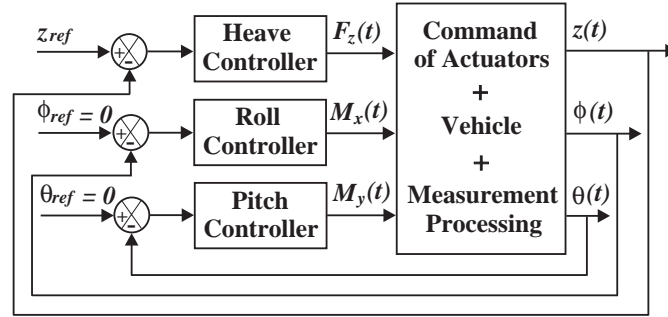 z_ref
+
−
Heave
Controller
F_z(t)
ϕ_ref = 0
+
−
Roll
Controller
M_x(t)
θ_ref = 0
+
−
Pitch
Controller
M_y(t)
Command
of Actuators
+
Vehicle
+
Measurement
Processing
z(t)
ϕ(t)
θ(t)